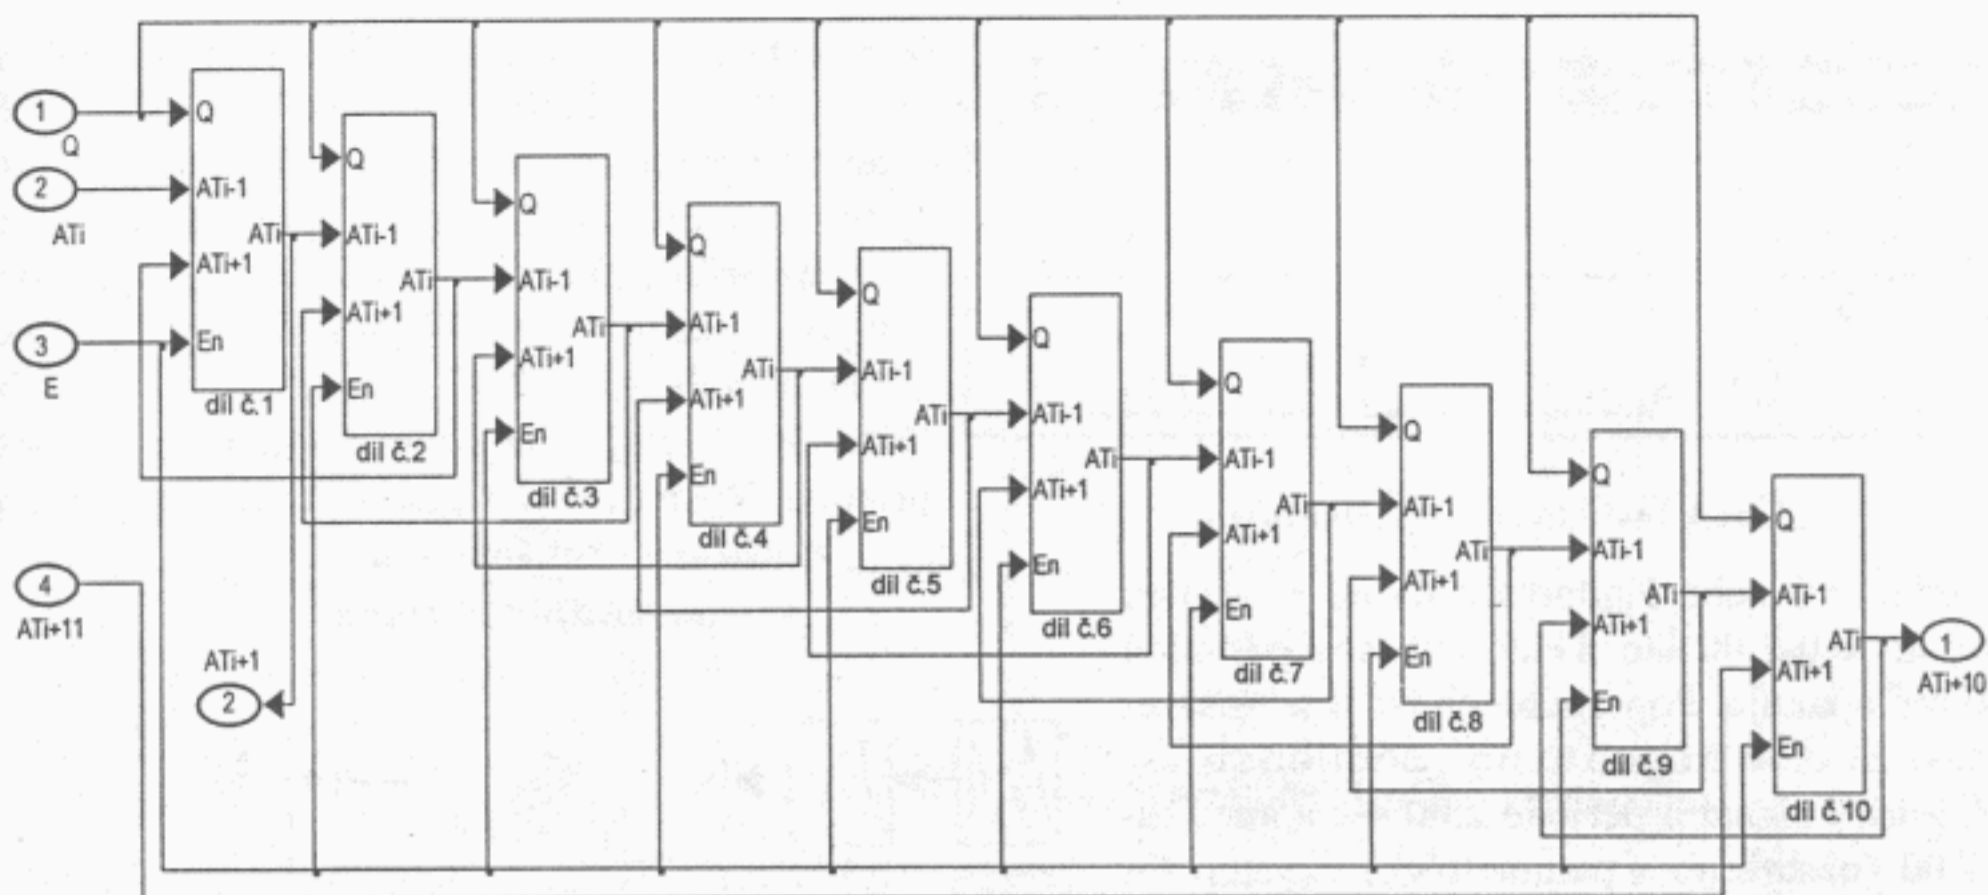 1
Q
2
ATi
3
E
4
ATi+11
ATi+1
2
Q
ATi-1
ATi
ATi+1
En
díl č.1
Q
ATi-1
ATi
ATi+1
En
díl č.2
Q
ATi-1
ATi
ATi+1
En
díl č.3
Q
ATi-1
ATi
ATi+1
En
díl č.4
Q
ATi-1
ATi
ATi+1
En
díl č.5
Q
ATi-1
ATi
ATi+1
En
díl č.6
Q
ATi-1
ATi
ATi+1
En
díl č.7
Q
ATi-1
ATi
ATi+1
En
díl č.8
Q
ATi-1
ATi
ATi+1
En
díl č.9
Q
ATi-1
ATi
ATi+1
En
díl č.10
1
ATi+10